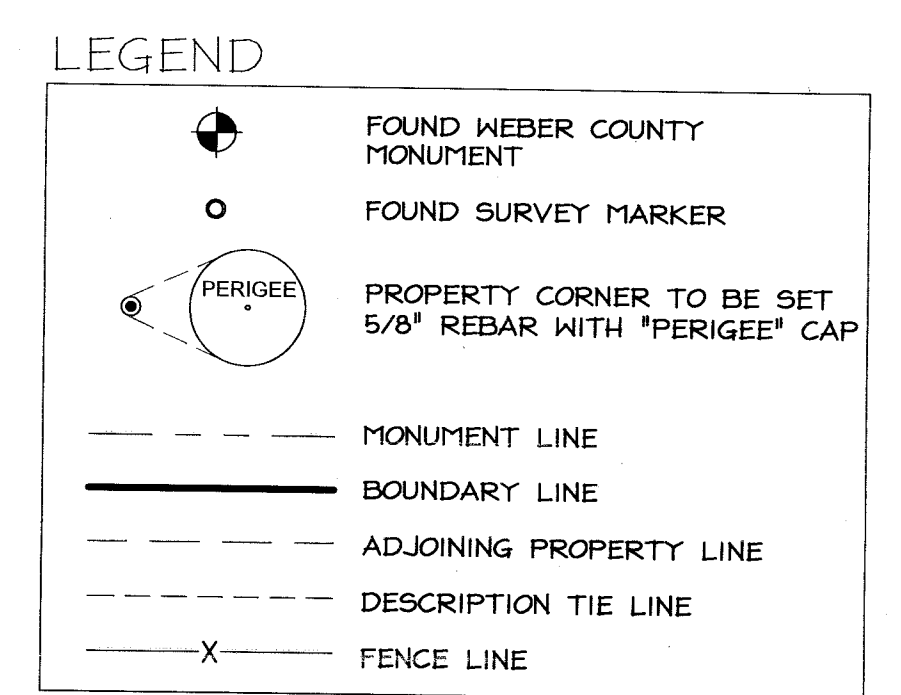 LEGEND
FOUND WEBER COUNTY
MONUMENT
FOUND SURVEY MARKER
PERIGEE
PROPERTY CORNER TO BE SET
5/8" REBAR WITH "PERIGEE" CAP
MONUMENT LINE
BOUNDARY LINE
ADJOINING PROPERTY LINE
DESCRIPTION TIE LINE
X
FENCE LINE